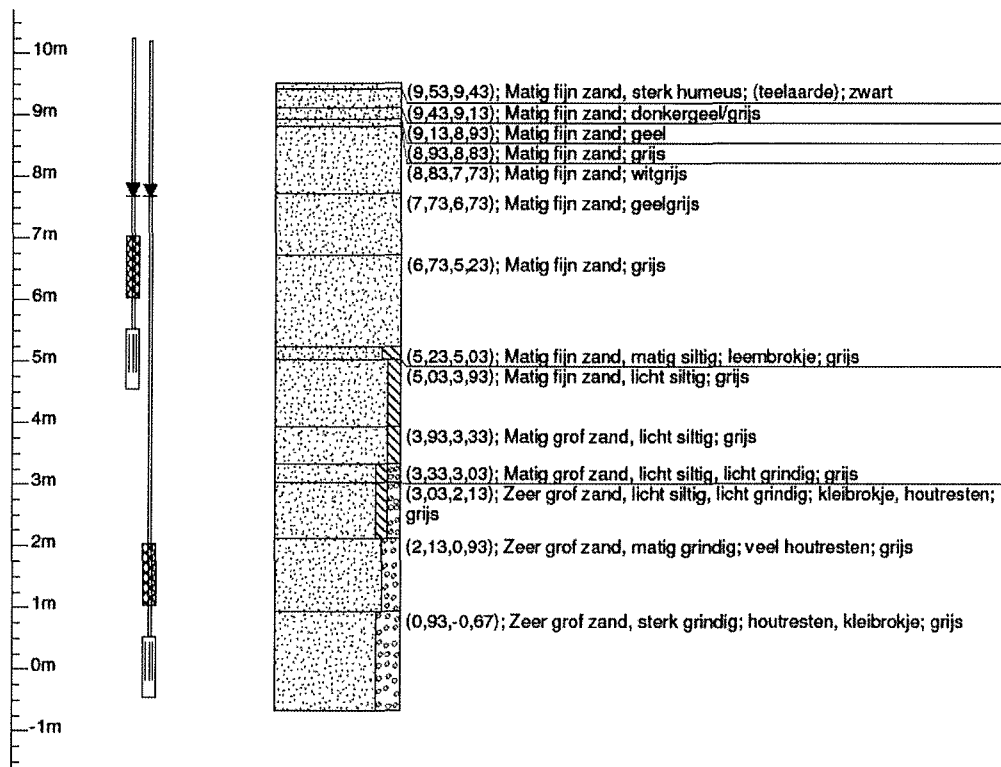 10m
9m
8m
7m
6m
5m
4m
3m
2m
1m
0m
-1m
(9,53,9,43); Matig fijn zand, sterk humeus; (teelaarde); zwart
(9,43,9,13); Matig fijn zand; donkergeel/grijs
(9,13,8,93); Matig fijn zand; geel
(8,93,8,83); Matig fijn zand; grijs
(8,83,7,73); Matig fijn zand; witgrijs
(7,73,6,73); Matig fijn zand; geelgrijs
(6,73,5,23); Matig fijn zand; grijs
(5,23,5,03); Matig fijn zand, matig siltig; leembrokje; grijs
(5,03,3,93); Matig fijn zand, licht siltig; grijs
(3,93,3,33); Matig grof zand, licht siltig; grijs
(3,33,3,03); Matig grof zand, licht siltig, licht grindig; grijs
(3,03,2,13); Zeer grof zand, licht siltig, licht grindig; kleibrokje, houtresten;
grijs
(2,13,0,93); Zeer grof zand, matig grindig; veel houtresten; grijs
(0,93,-0,67); Zeer grof zand, sterk grindig; houtresten, kleibrokje; grijs